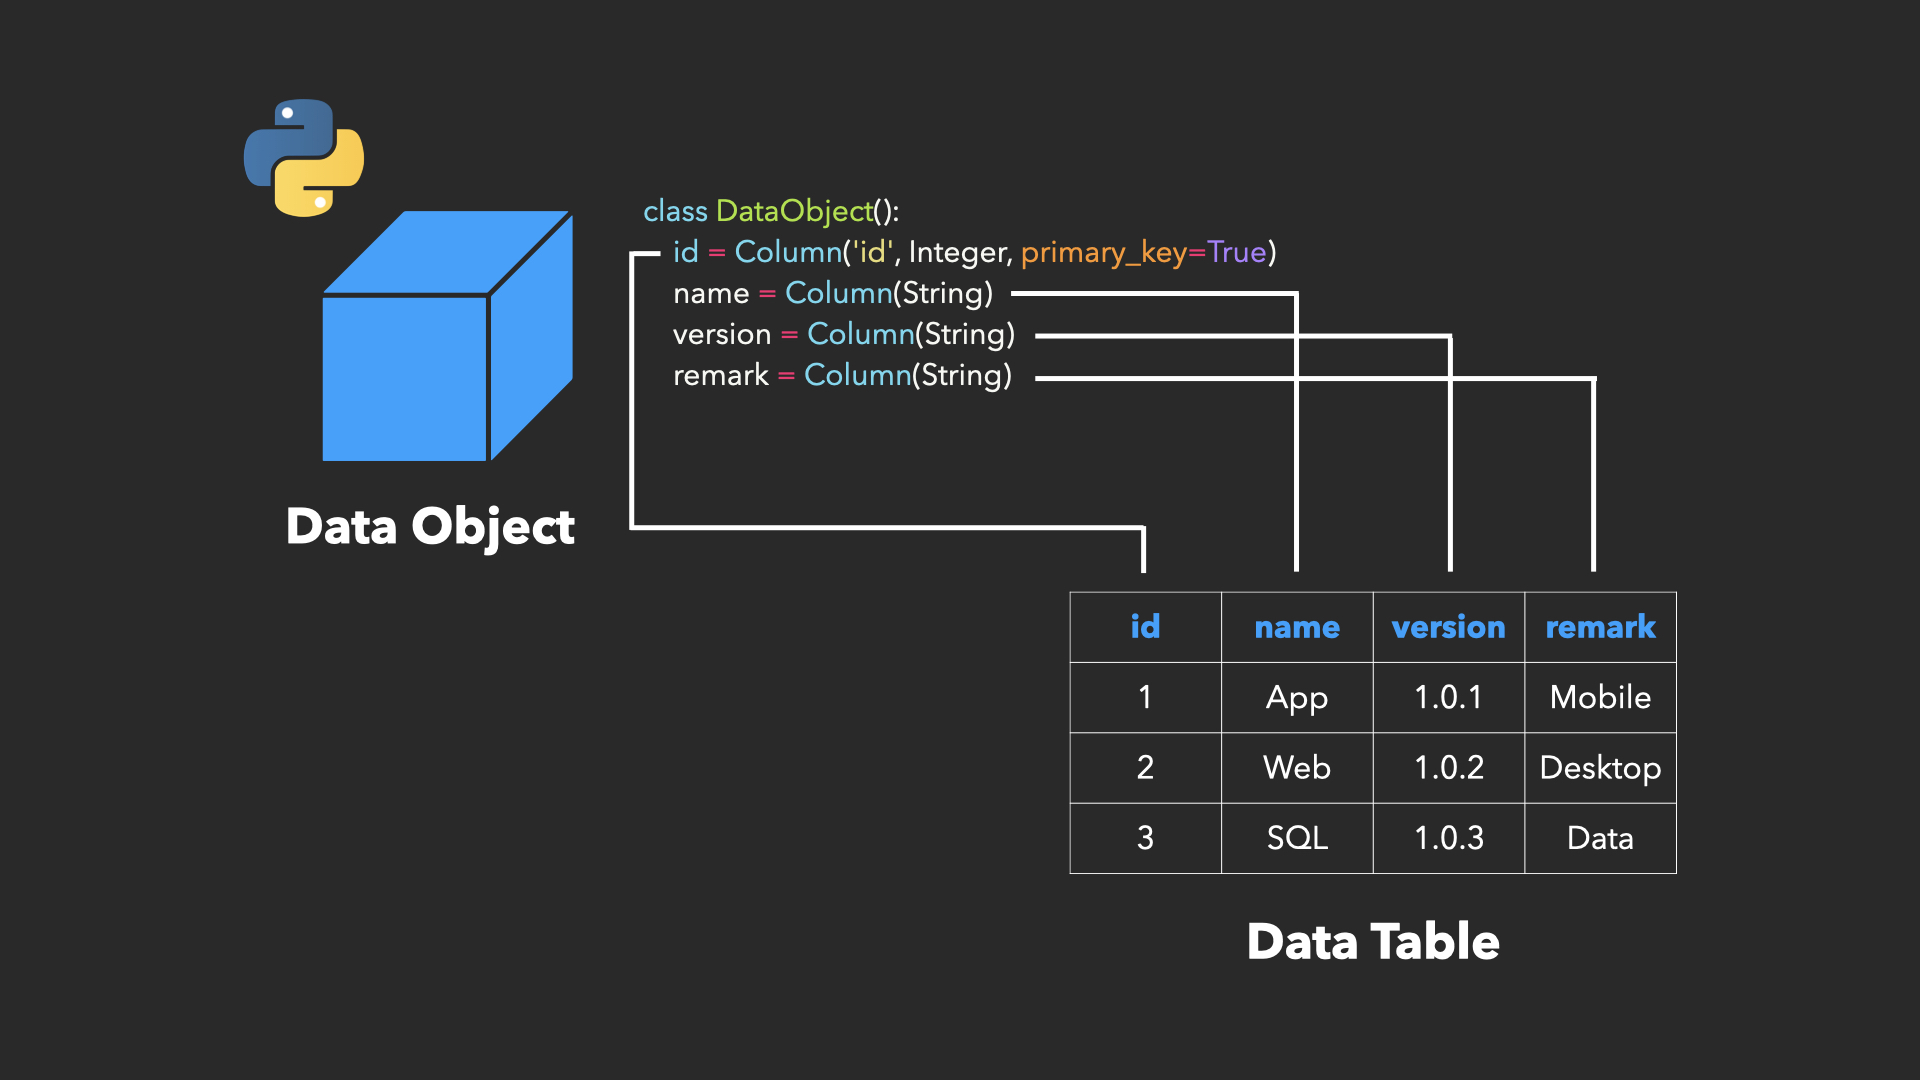 class DataObject():
id = Column('id', Integer, primary_key=True)
name = Column(String)
version = Column(String)
remark = Column(String)
Data Object
id name version remark
1 App 1.0.1 Mobile
2 Web 1.0.2 Desktop
3 SQL 1.0.3 Data
Data Table